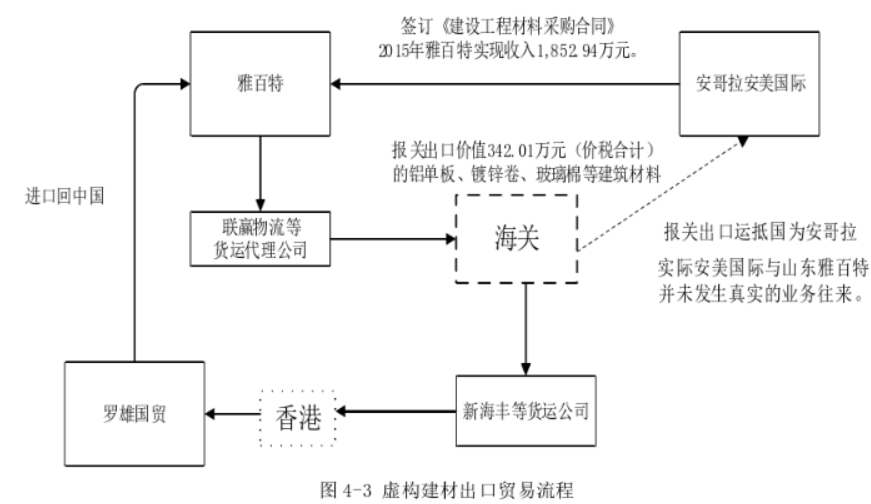 签订《建设工程材料采购合同》
2015年雅百特实现收入1,852.94万元。
雅百特
安哥拉安美国际
报关出口价值342.01万元（价税合计）
的铝单板、镀锌卷、玻璃棉等建筑材料
进口回中国
联赢物流等
货运代理公司
海关
报关出口运抵国为安哥拉
实际安美国际与山东雅百特
并未发生真实的业务往来。
罗雄国贸
香港
新海丰等货运公司
图 4-3 虚构建材出口贸易流程